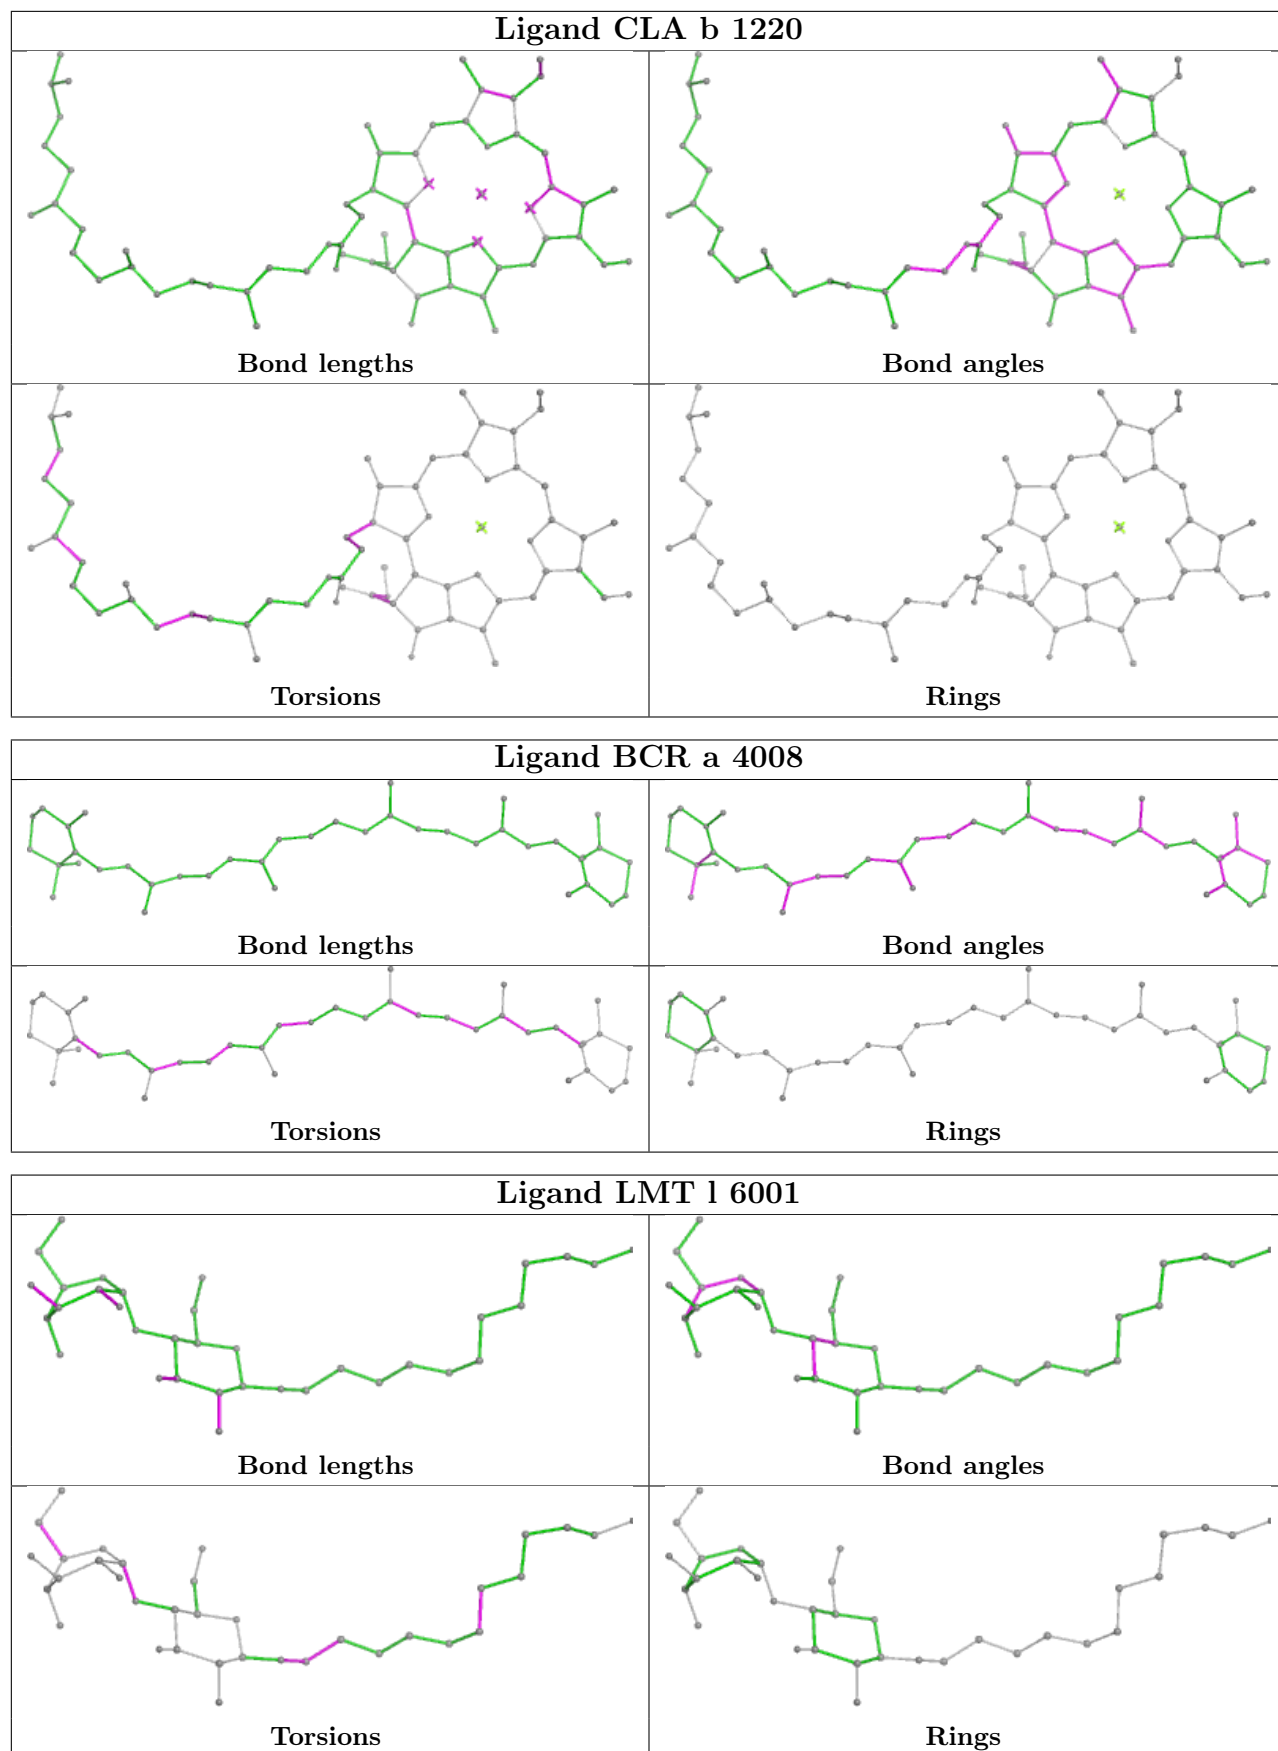 Ligand CLA b 1220
Bond lengths
Bond angles
Torsions
Rings
Ligand BCR a 4008
Bond lengths
Bond angles
Torsions
Rings
Ligand LMT l 6001
Bond lengths
Bond angles
Torsions
Rings